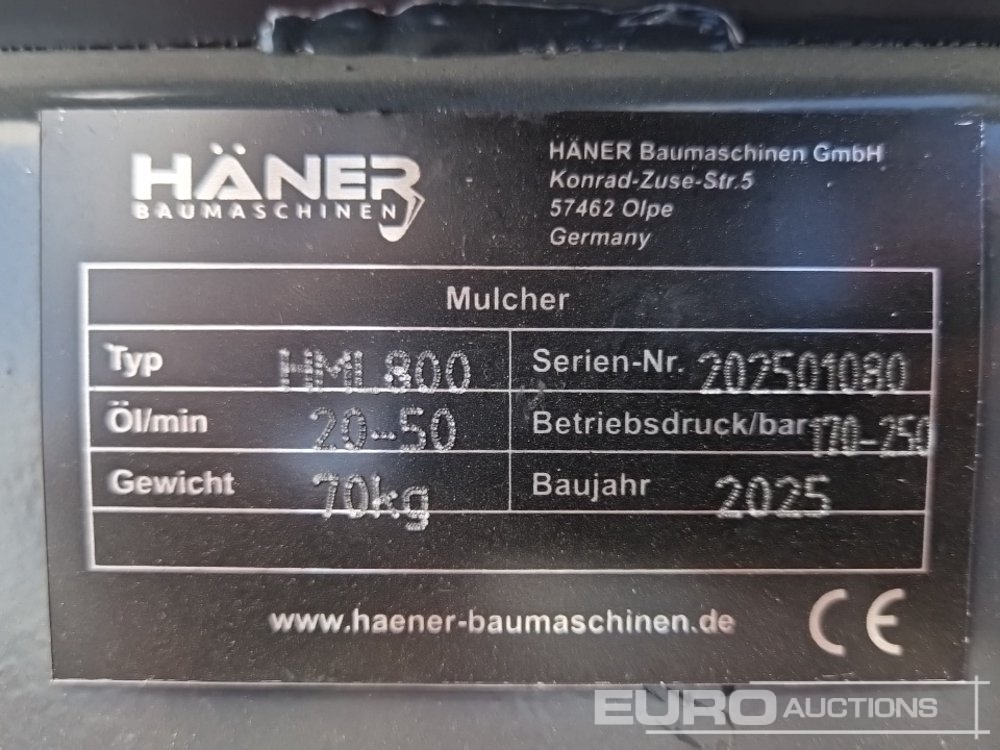 HÄNER
BAUMASCHINEN
HÄNER Baumaschinen GmbH
Konrad-Zuse-Str.5
57462 Olpe
Germany
Mulcher
Typ HML800 Serien-Nr. 202501080
Öl/min 20-50 Betriebsdruck/bar 170-250
Gewicht 70kg Baujahr 2025
www.haener-baumaschinen.de CE
EURO AUCTIONS